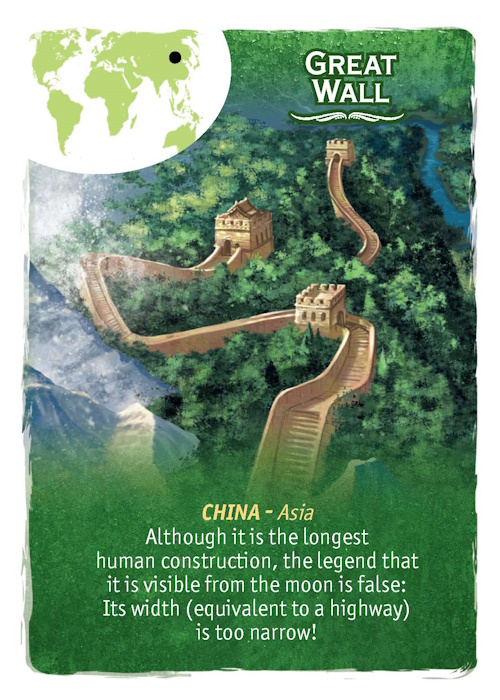 GREAT
WALL
CHINA - Asia
Although it is the longest
human construction, the legend that
it is visible from the moon is false:
Its width (equivalent to a highway)
is too narrow!